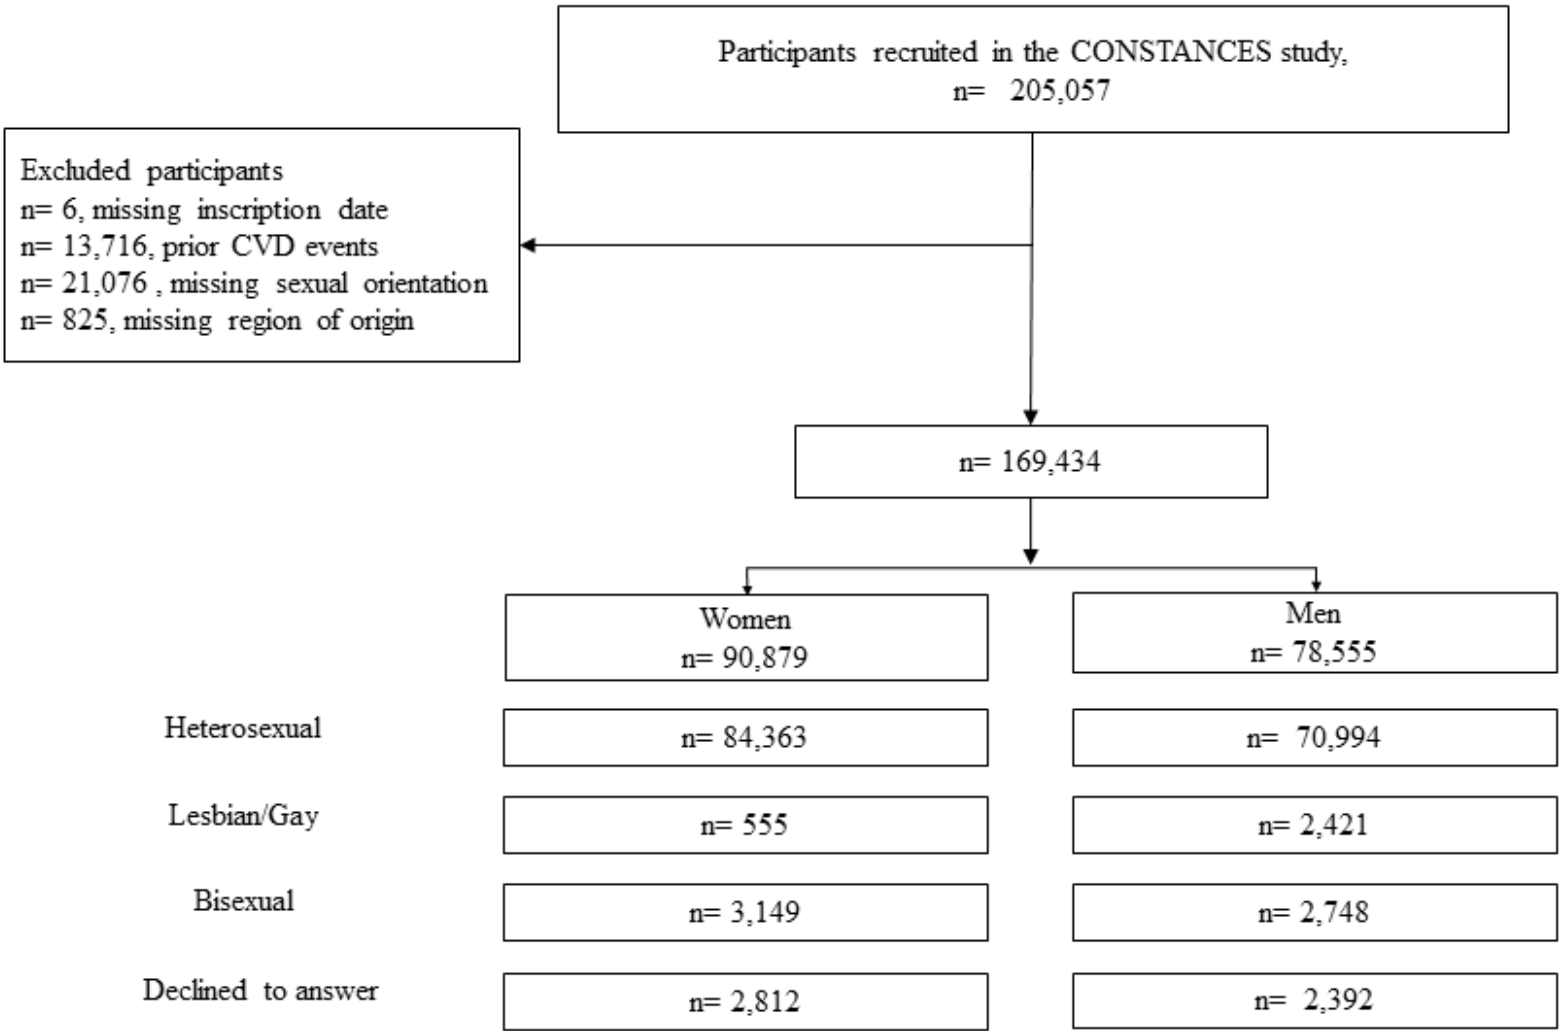 Participants recruited in the CONSTANCES study,
n= 205,057
Excluded participants
n= 6, missing inscription date
n= 13,716, prior CVD events
n= 21,076 , missing sexual orientation
n= 825, missing region of origin
n= 169,434
Women
n= 90,879
Men
n= 78,555
Heterosexual
n= 84,363
n= 70,994
Lesbian/Gay
n= 555
n= 2,421
Bisexual
n= 3,149
n= 2,748
Declined to answer
n= 2,812
n= 2,392